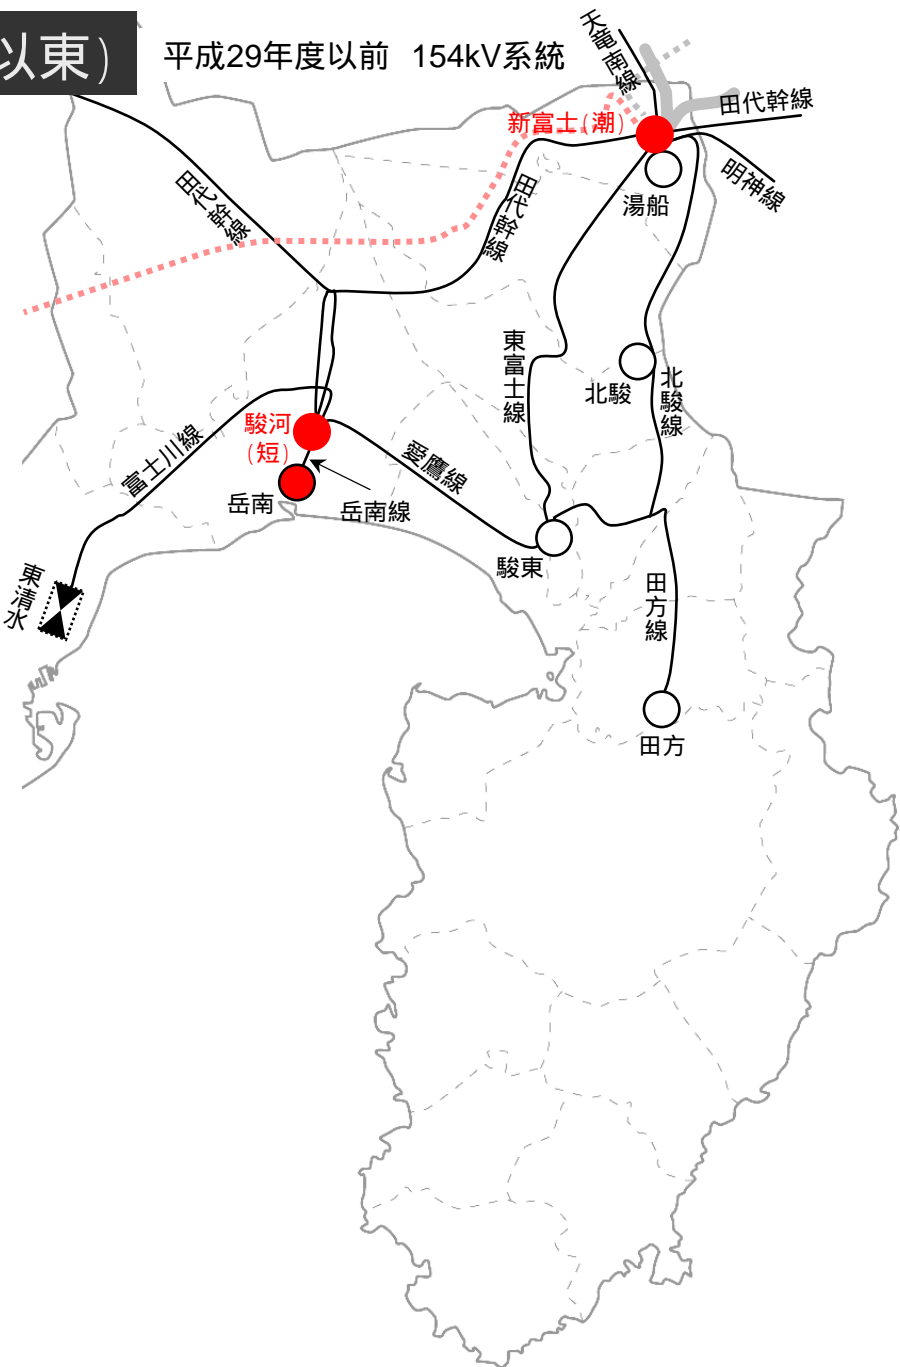 以東）
平成29年度以前 154kV系統
天竜南線
田代幹線
新富士（潮）
明神線
湯船
田代幹線
田代幹線
東富士線
北駿
北駿線
駿河
（短）
富士川線
愛鷹線
岳南
岳南線
駿東
東清水
田方線
田方